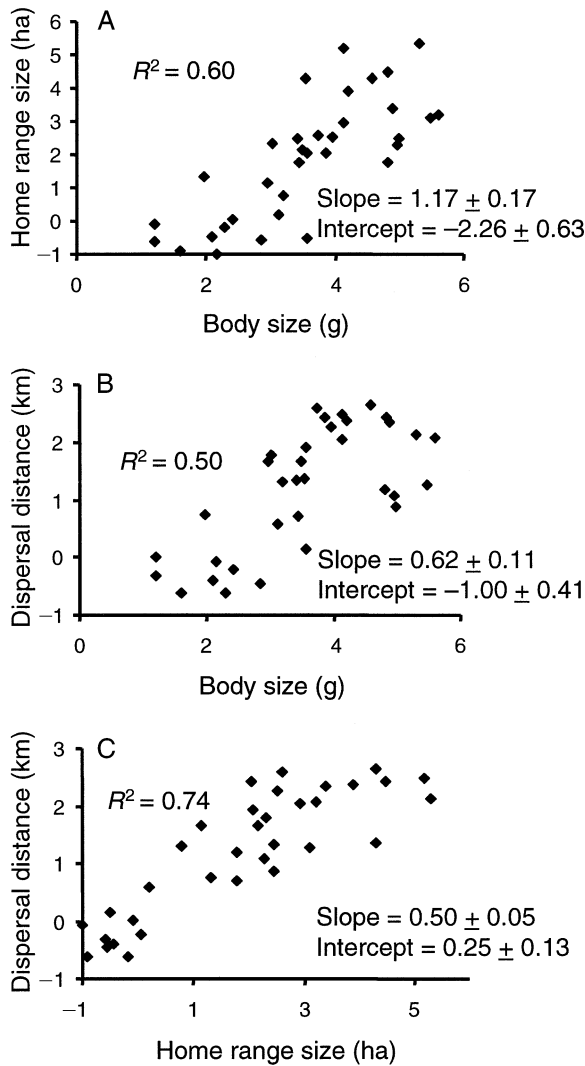 A
Home range size (ha)
6
5
4
3
2
1
0
−1
R² = 0.60
Slope = 1.17 ± 0.17
Intercept = −2.26 ± 0.63
0 2 4 6
Body size (g)
B
Dispersal distance (km)
3
2
1
0
−1
R² = 0.50
Slope = 0.62 ± 0.11
Intercept = −1.00 ± 0.41
0 2 4 6
Body size (g)
C
Dispersal distance (km)
3
2
1
0
−1
R² = 0.74
Slope = 0.50 ± 0.05
Intercept = 0.25 ± 0.13
−1 1 3 5
Home range size (ha)